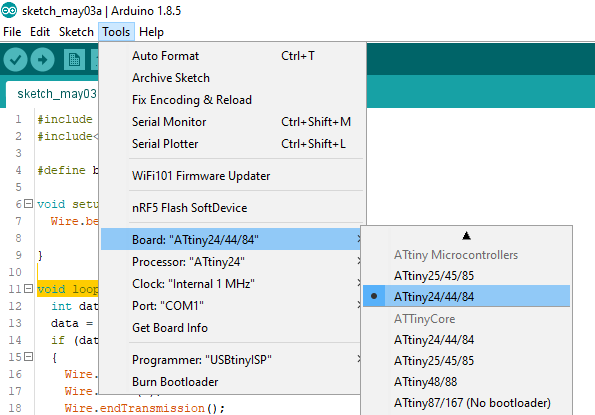 sketch_may03a | Arduino 1.8.5
File Edit Sketch Tools Help
sketch_may03
Auto Format Ctrl+T
Archive Sketch
Fix Encoding & Reload
Serial Monitor Ctrl+Shift+M
Serial Plotter Ctrl+Shift+L
WiFi101 Firmware Updater
nRF5 Flash SoftDevice
Board: "ATtiny24/44/84"
Processor: "ATtiny24"
Clock: "Internal 1 MHz"
Port: "COM1"
Get Board Info
Programmer: "USBtinyISP"
Burn Bootloader
ATtiny Microcontrollers
ATtiny25/45/85
ATtiny24/44/84
ATTinyCore
ATtiny24/44/84
ATtiny25/45/85
ATtiny48/88
ATtiny87/167 (No bootloader)
1 #include
2 #include<
3
4 #define b
5
6 void setu
7 Wire.be
8
9 }
10
11 void loop
12 int dat
13 data =
14 if (dat
15 {
16 Wire.
17 Wire.
18 Wire.endTransmission();